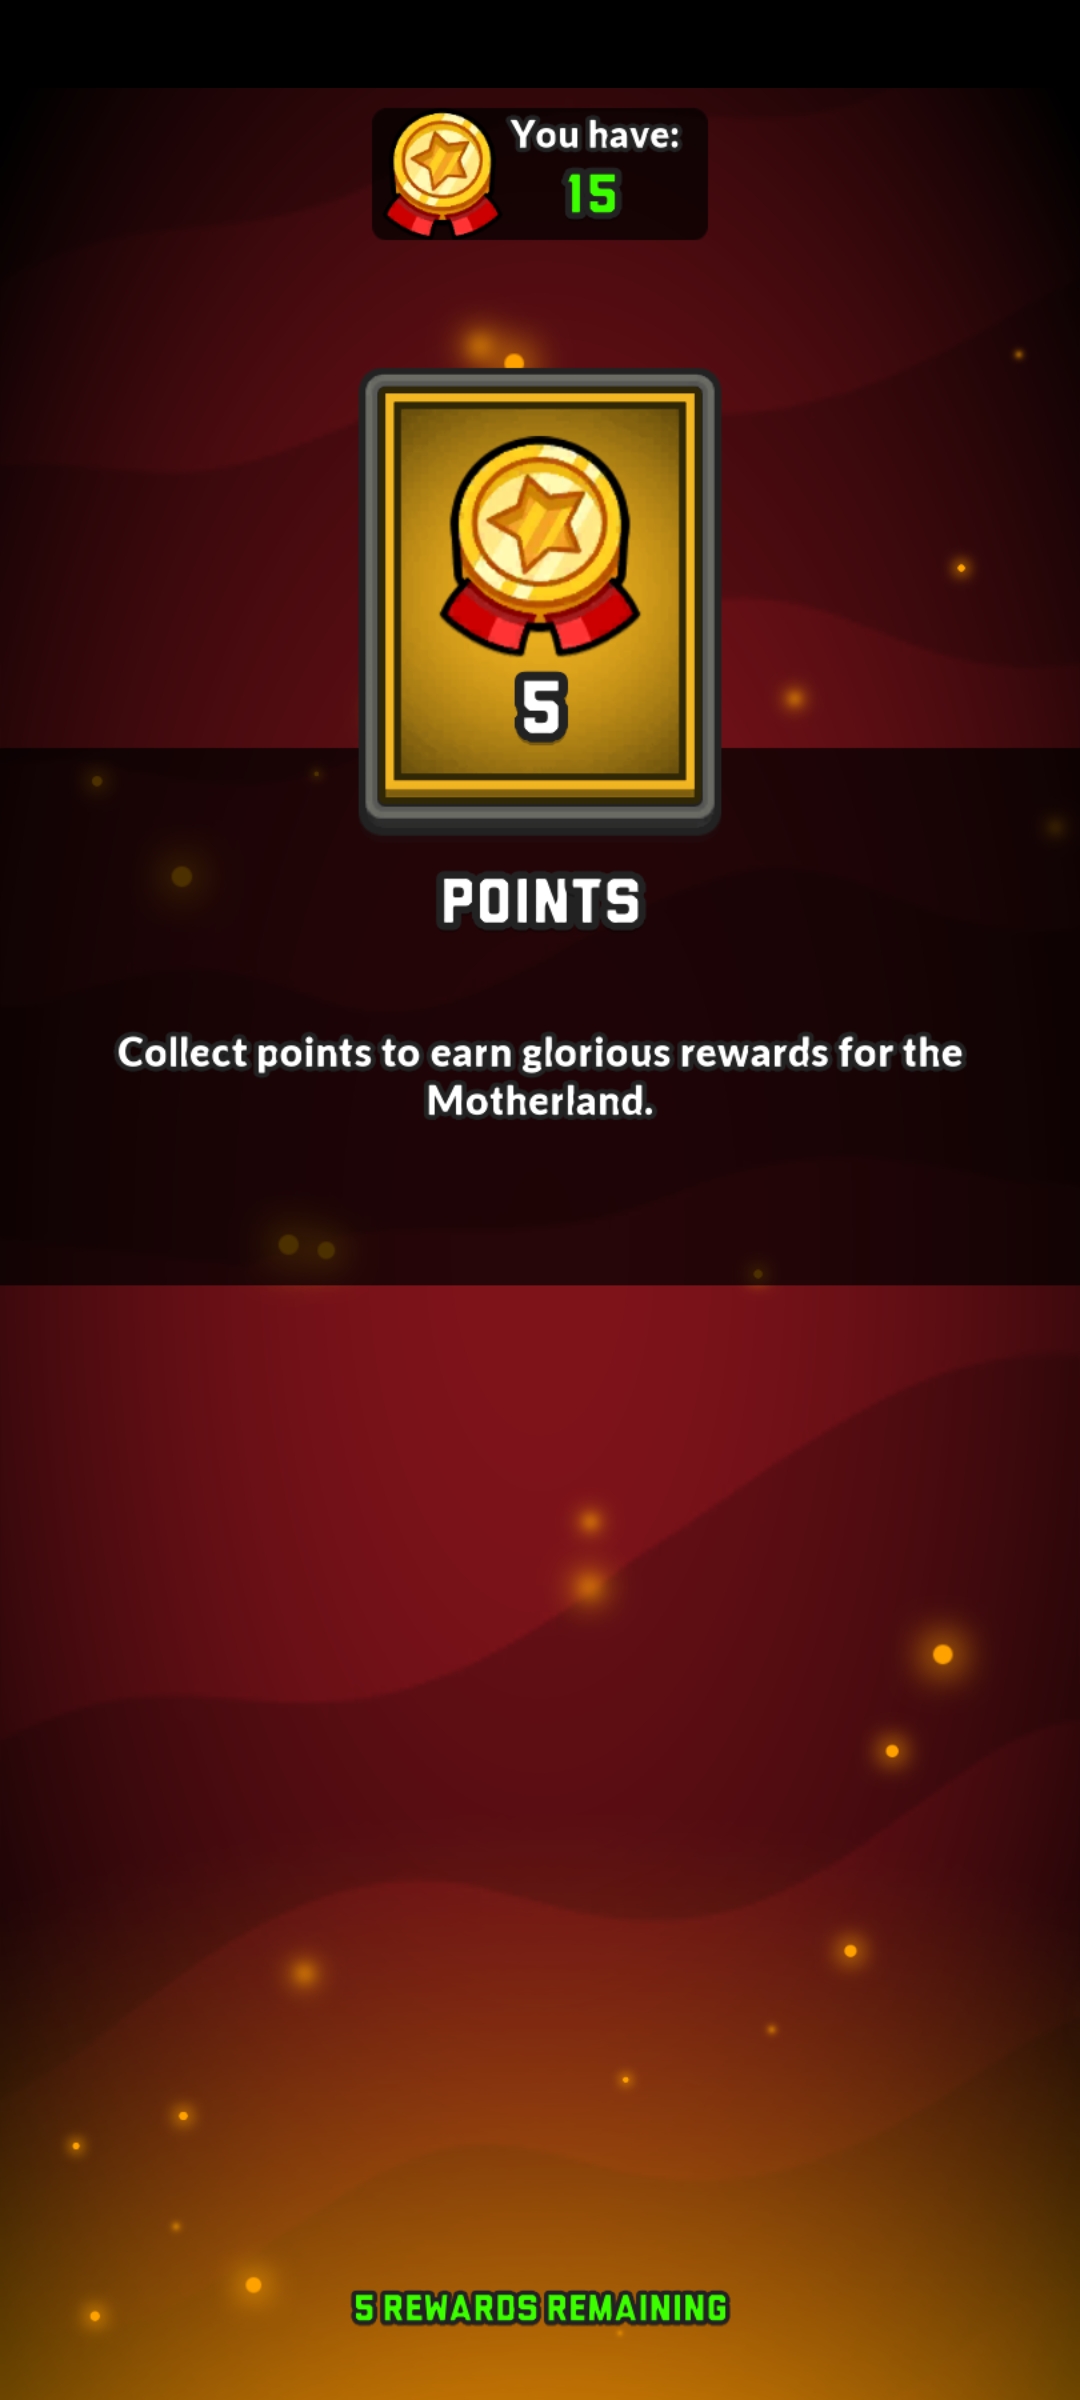 You have:
15
5
POINTS
Collect points to earn glorious rewards for the
Motherland.
5 REWARDS REMAINING